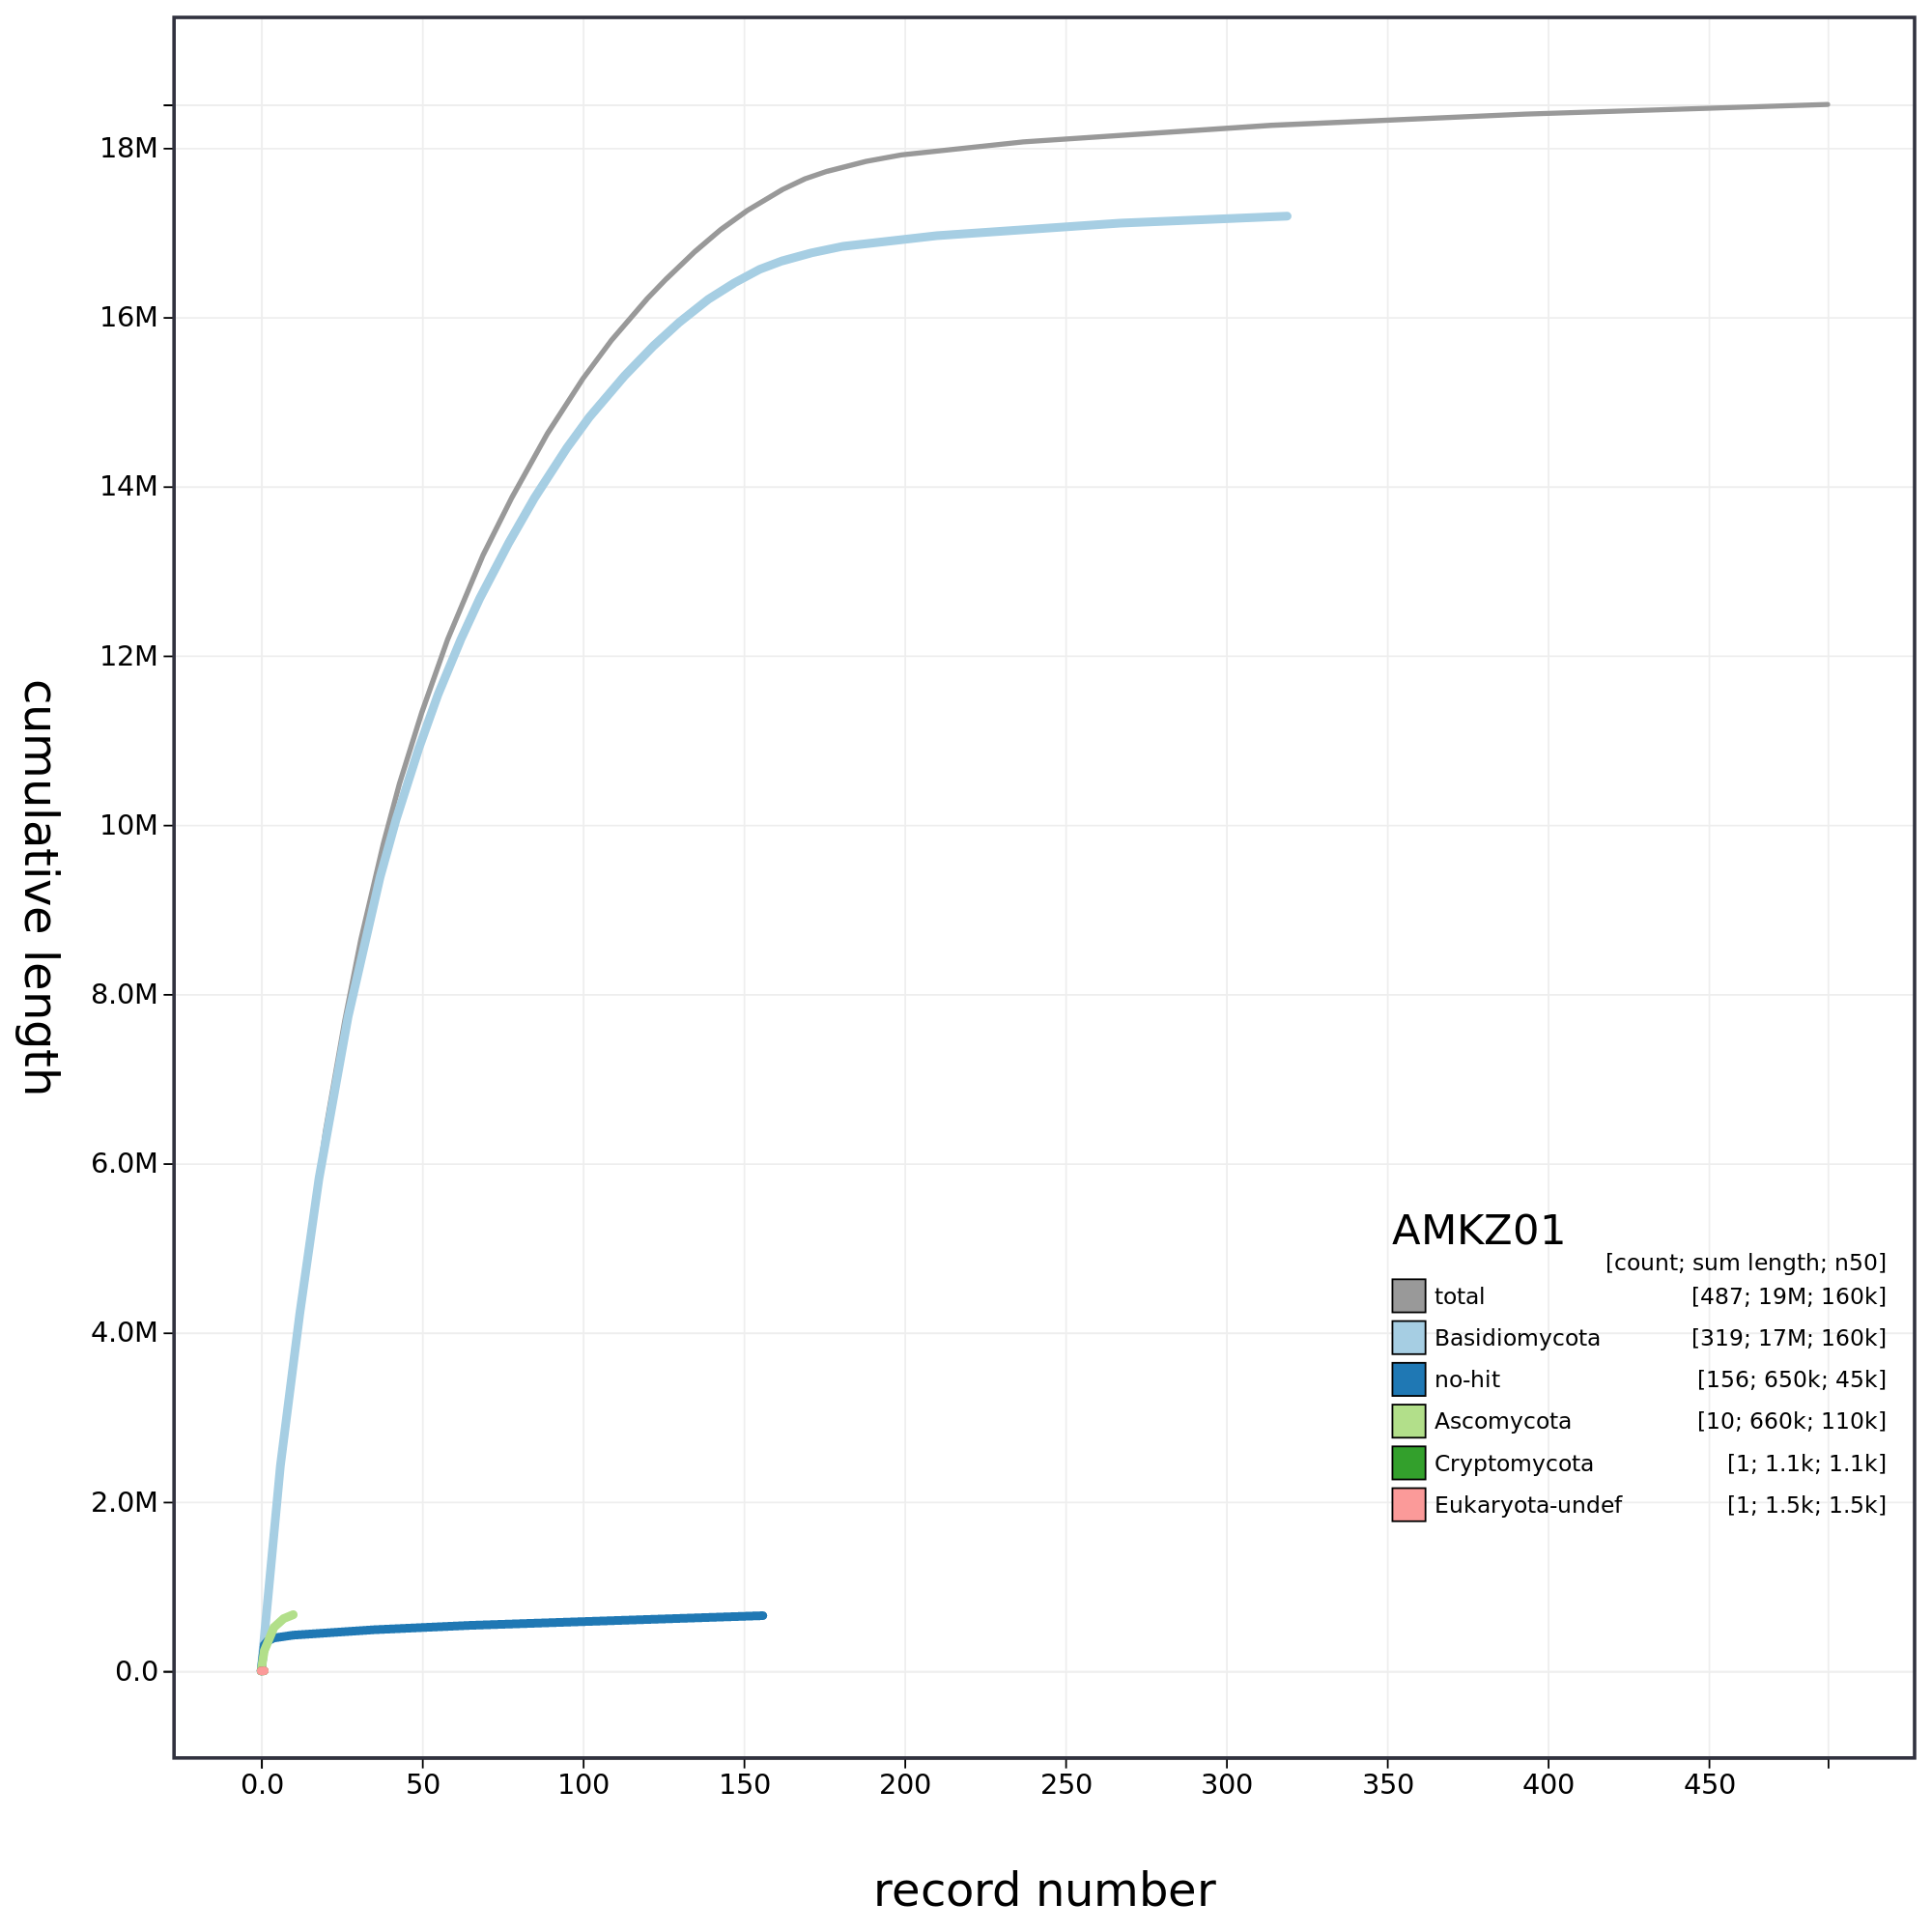 cumulative length
18M
16M
14M
12M
10M
8.0M
6.0M
4.0M
2.0M
0.0
AMKZ01
[count; sum length; n50]
total [487; 19M; 160k]
Basidiomycota [319; 17M; 160k]
no-hit [156; 650k; 45k]
Ascomycota [10; 660k; 110k]
Cryptomycota [1; 1.1k; 1.1k]
Eukaryota-undef [1; 1.5k; 1.5k]
0.0 50 100 150 200 250 300 350 400 450
record number